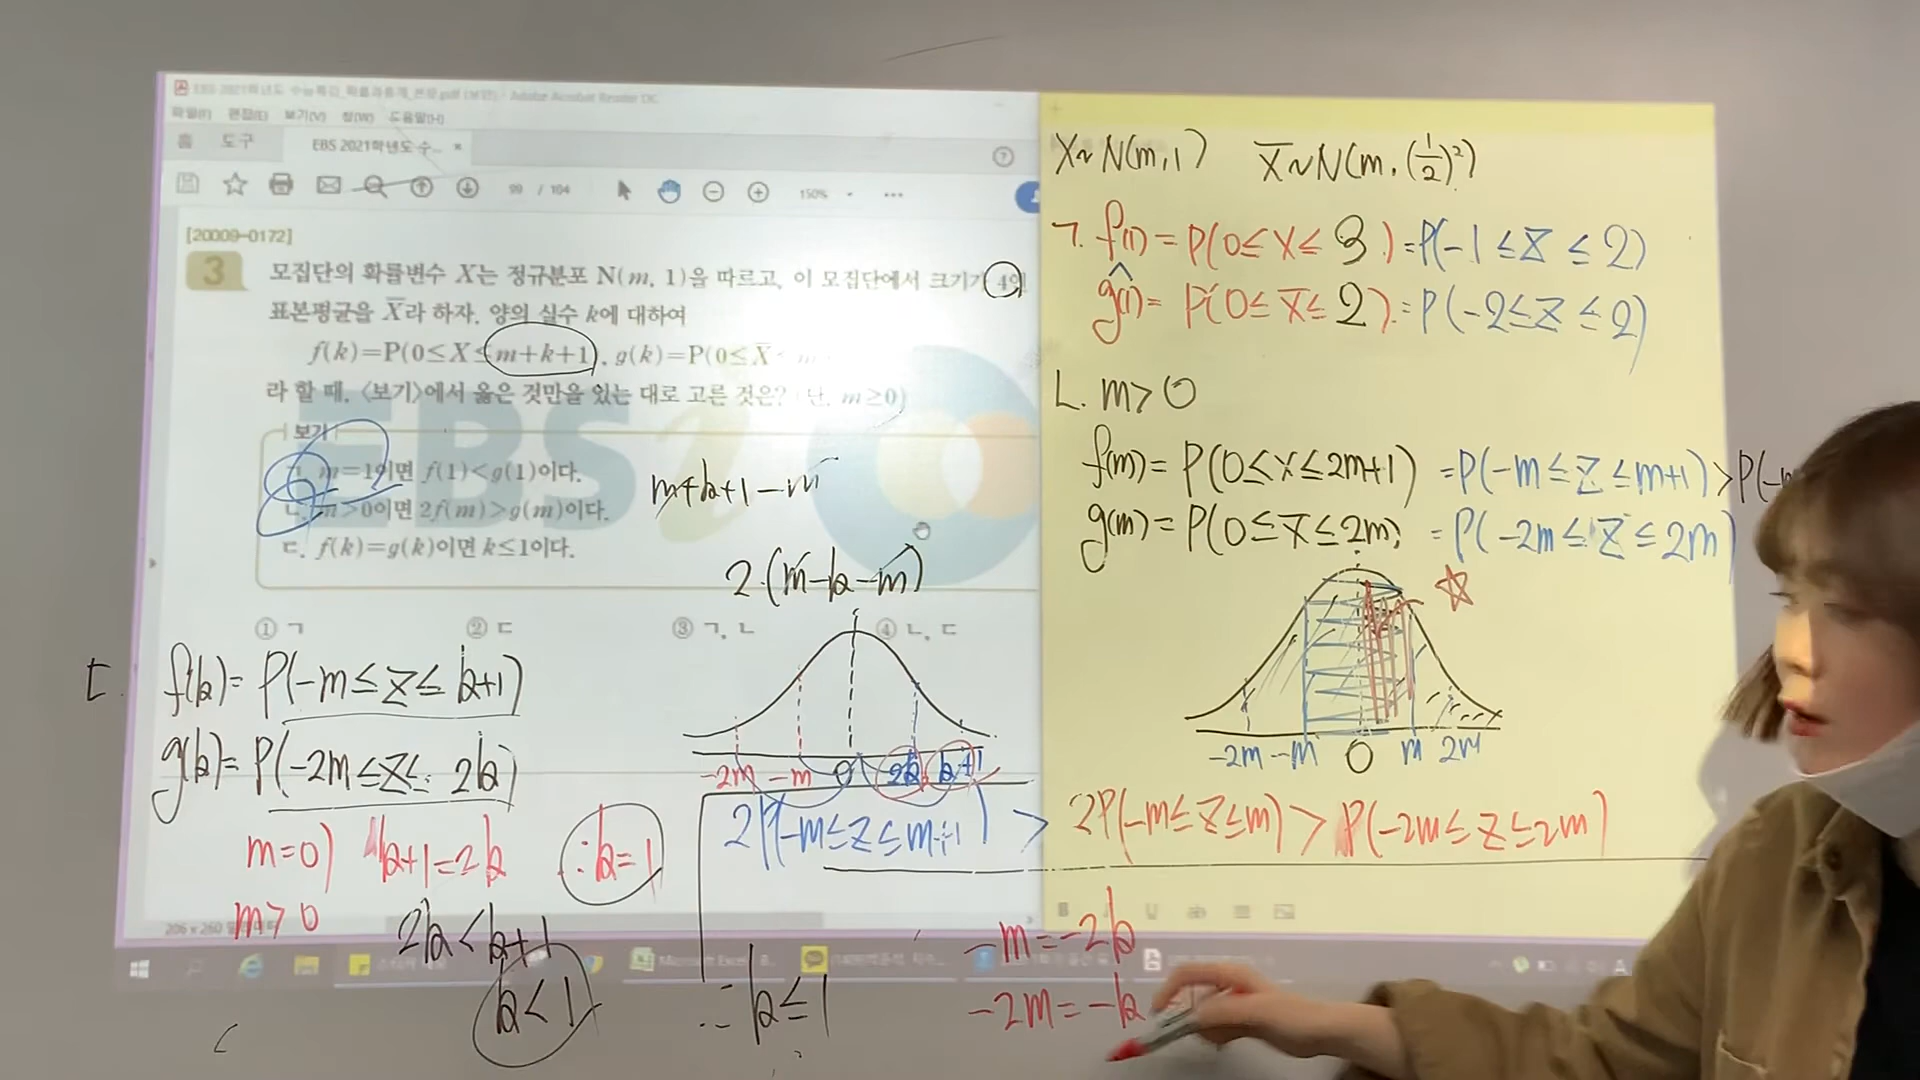 EBS 2021학년도 수능특강_확률과통계_본문.pdf (보안) - Adobe Acrobat Reader DC
파일(F) 편집(E) 보기(V) 창(W) 도움말(H)
홈 도구 EBS 2021학년도 수... ×
99 / 104 150%
[20009-0172]
3 모집단의 확률변수 X는 정규분포 N(m, 1)을 따르고, 이 모집단에서 크기가 4인
표본평균을 X̄라 하자. 양의 실수 k에 대하여
f(k)=P(0≤X≤m+k+1), g(k)=P(0≤X̄≤
라 할 때, 〈보기〉에서 옳은 것만을 있는 대로 고른 것은? (단, m≥0)
보기
ㄱ. m=1이면 f(1)<g(1)이다.
ㄴ. m>0이면 2f(m)>g(m)이다.
ㄷ. f(k)=g(k)이면 k≤1이다.
① ㄱ ② ㄷ ③ ㄱ, ㄴ ④ ㄴ, ㄷ
EBSi
m+k+1-m
2·(m-k-m)
ㄷ. f(k)=P(-m≤Z≤k+1)
g(k)=P(-2m≤Z≤2k)
-2m -m 0 2k k+1
m=0) k+1=2k ∴k=1
m>0
2k<k+1
k<1
∴k≤1
X~N(m,1) X̄~N(m,(1/2)²)
ㄱ. f(1)=P(0≤X≤3)=P(-1≤Z≤2)
g(1)=P(0≤X̄≤2)=P(-2≤Z≤2)
ㄴ. m>0
f(m)=P(0≤X≤2m+1)=P(-m≤Z≤m+1)>P(-m
g(m)=P(0≤X̄≤2m)=P(-2m≤Z≤2m)
-2m -m 0 m 2m
2P(-m≤Z≤m+1) > 2P(-m≤Z≤m)>P(-2m≤Z≤2m)
-m=-2k
-2m=-k
206 x 260
Microsoft Excel